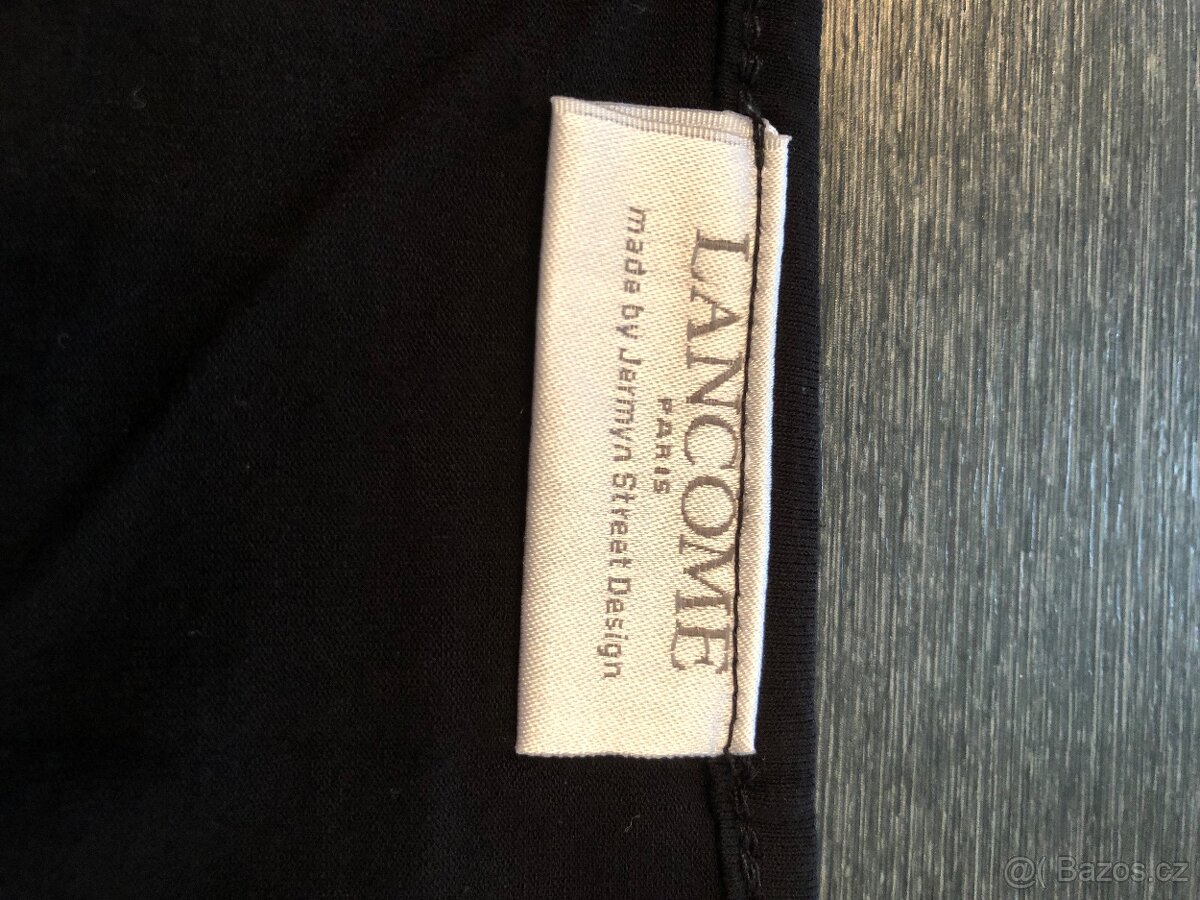 LANCOME
PARIS
made by Jermyn Street Design
@( Bazos.cz